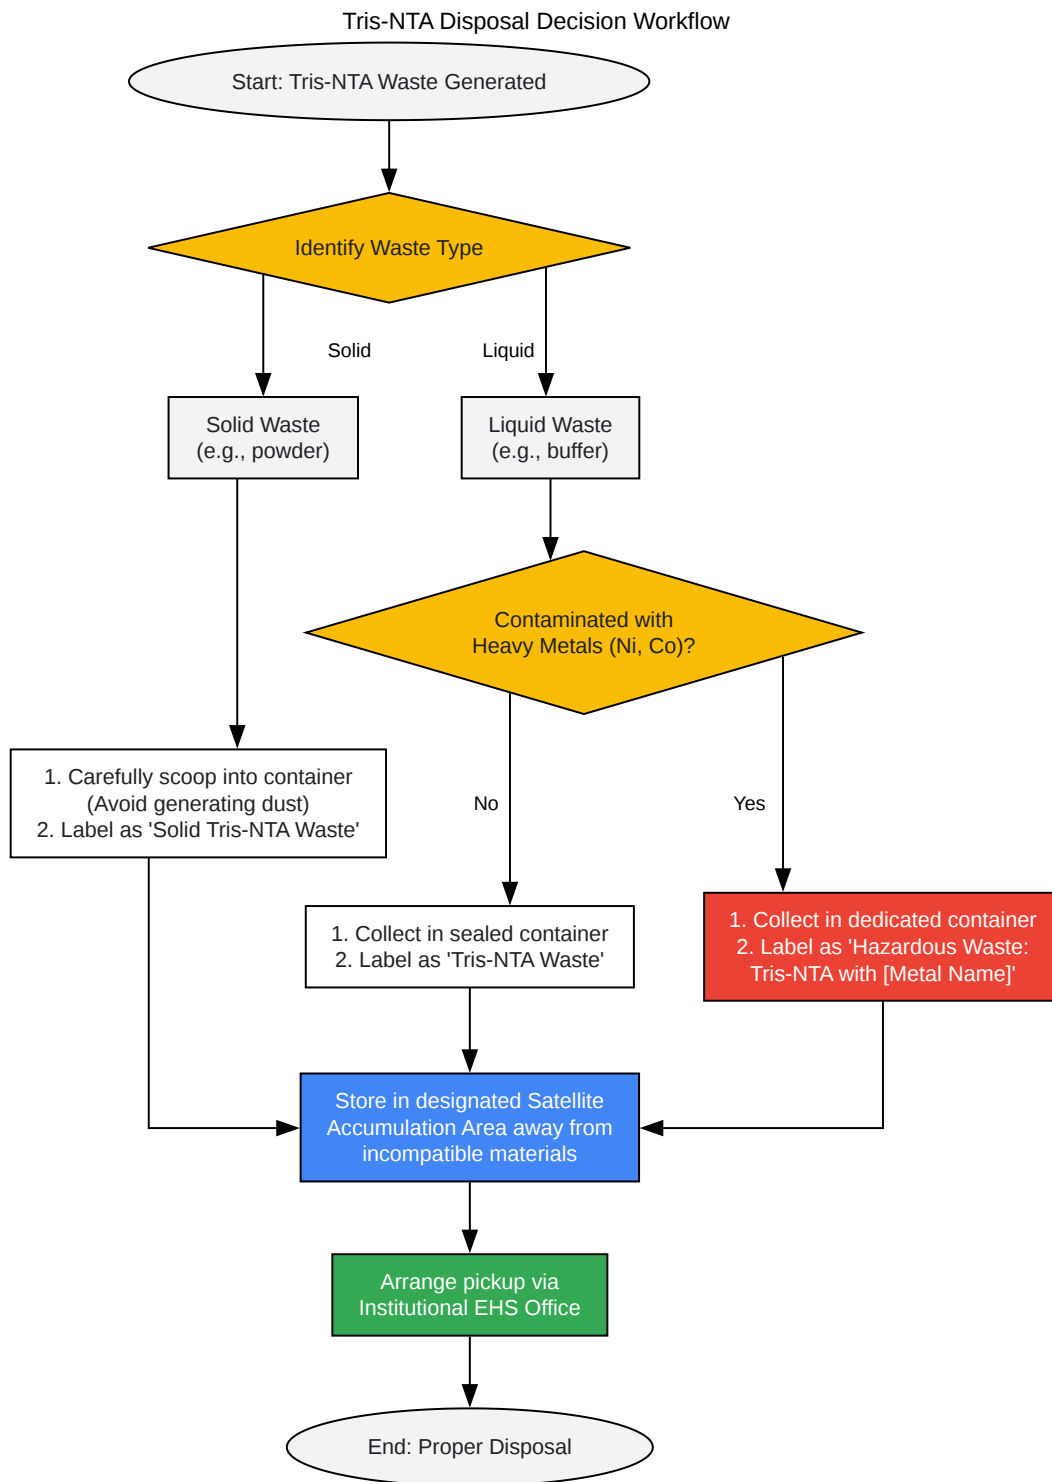 Tris-NTA Disposal Decision Workflow
Start: Tris-NTA Waste Generated
Identify Waste Type
Solid
Liquid
Solid Waste
(e.g., powder)
Liquid Waste
(e.g., buffer)
Contaminated with
Heavy Metals (Ni, Co)?
1. Carefully scoop into container
(Avoid generating dust)
2. Label as 'Solid Tris-NTA Waste'
No
Yes
1. Collect in sealed container
2. Label as 'Tris-NTA Waste'
1. Collect in dedicated container
2. Label as 'Hazardous Waste:
Tris-NTA with [Metal Name]'
Store in designated Satellite
Accumulation Area away from
incompatible materials
Arrange pickup via
Institutional EHS Office
End: Proper Disposal